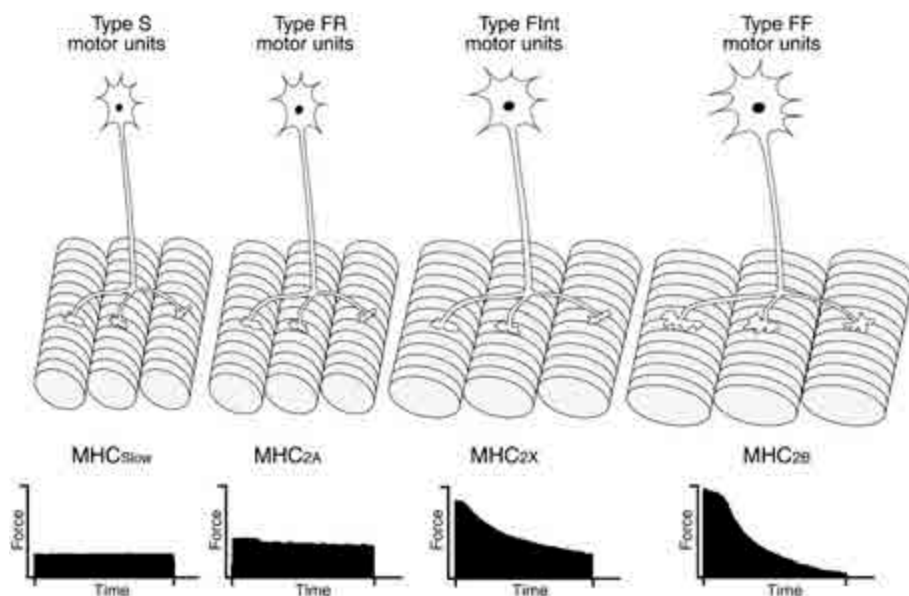 Type S
motor units
Type FR
motor units
Type FInt
motor units
Type FF
motor units
MHCSlow
MHC2A
MHC2X
MHC2B
Force
Time
Force
Time
Force
Time
Force
Time